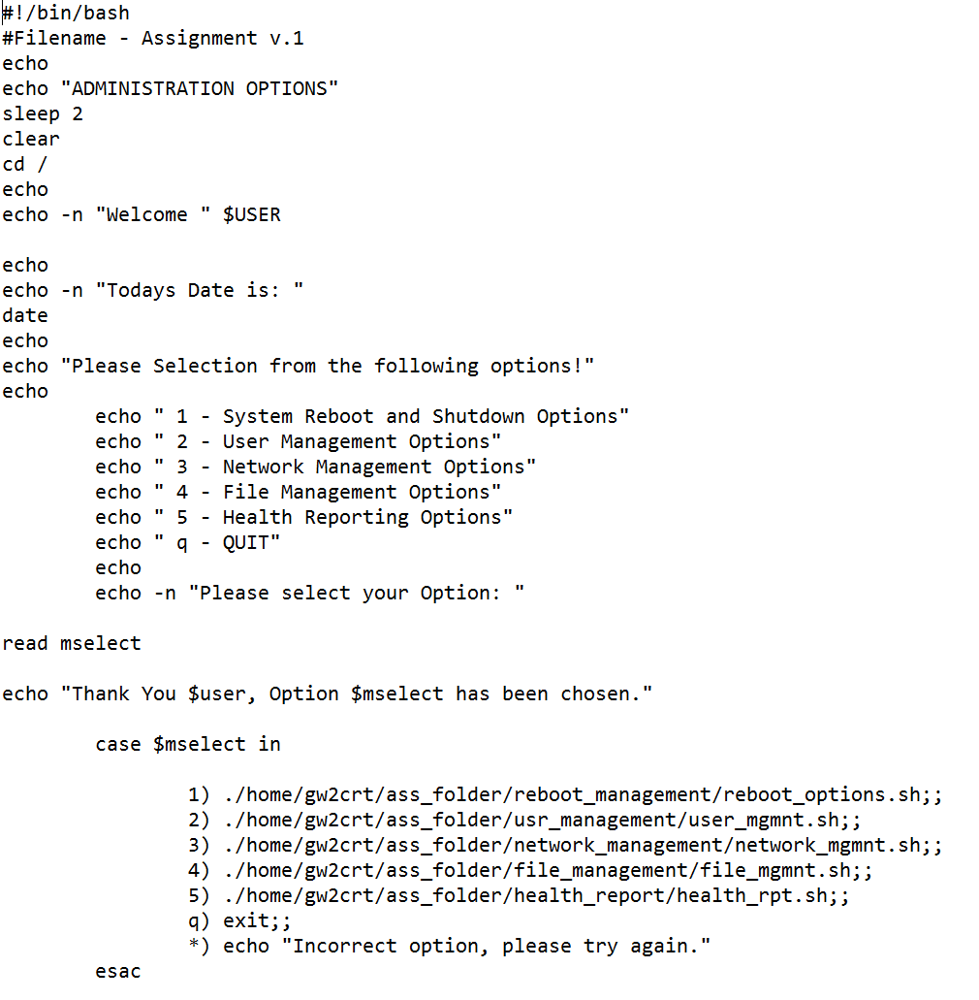 #!/bin/bash
#Filename - Assignment v.1
echo
echo "ADMINISTRATION OPTIONS"
sleep 2
clear
cd /
echo
echo -n "Welcome " $USER
echo
echo -n "Todays Date is: "
date
echo
echo "Please Selection from the following options!"
echo
echo " 1 - System Reboot and Shutdown Options"
echo " 2 - User Management Options"
echo " 3 - Network Management Options"
echo " 4 - File Management Options"
echo " 5 - Health Reporting Options"
echo " q - QUIT"
echo
echo -n "Please select your Option: "
read mselect
echo "Thank You $user, Option $mselect has been chosen."
case $mselect in
1) ./home/gw2crt/ass_folder/reboot_management/reboot_options.sh;;
2) ./home/gw2crt/ass_folder/usr_management/user_mgmnt.sh;;
3) ./home/gw2crt/ass_folder/network_management/network_mgmnt.sh;;
4) ./home/gw2crt/ass_folder/file_management/file_mgmnt.sh;;
5) ./home/gw2crt/ass_folder/health_report/health_rpt.sh;;
q) exit;;
*) echo "Incorrect option, please try again."
esac